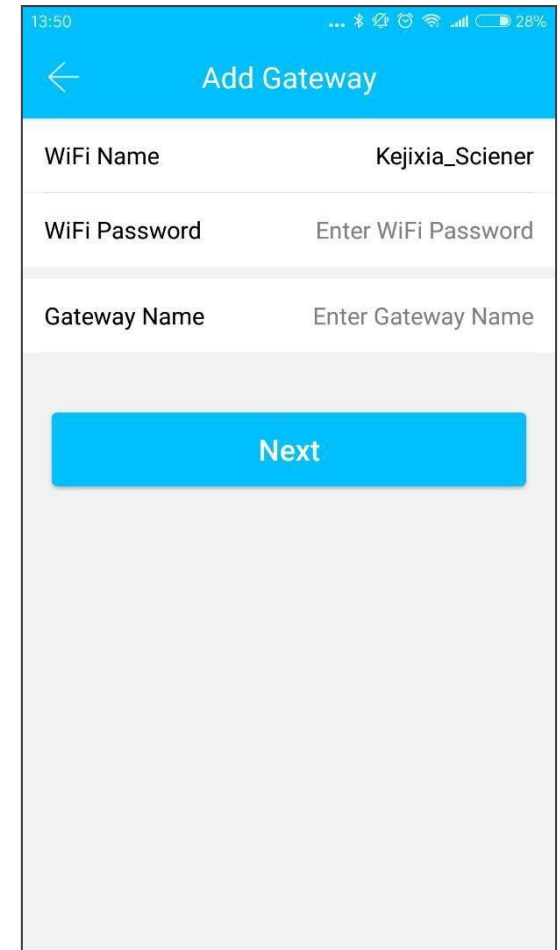 13:50 ... 28%
Add Gateway
WiFi Name Kejixia_Sciener
WiFi Password Enter WiFi Password
Gateway Name Enter Gateway Name
Next